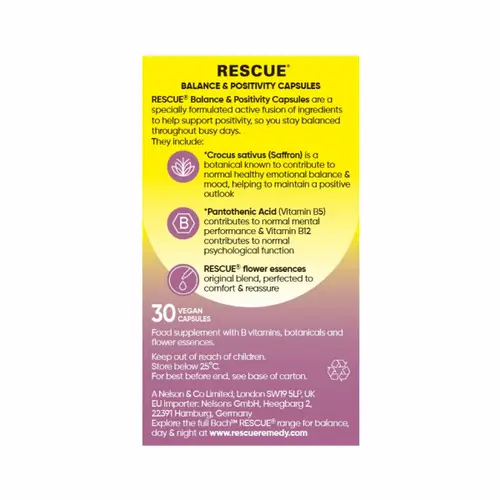 RESCUE®
BALANCE & POSITIVITY CAPSULES
RESCUE® Balance & Positivity Capsules are a
specially formulated active fusion of ingredients
to help support positivity, so you stay balanced
throughout busy days.
They include:
*Crocus sativus (Saffron) is a
botanical known to contribute to
normal healthy emotional balance &
mood, helping to maintain a positive
outlook
B
*Pantothenic Acid (Vitamin B5)
contributes to normal mental
performance & Vitamin B12
contributes to normal
psychological function
RESCUE® flower essences
original blend, perfected to
comfort & reassure
30 VEGAN
CAPSULES
Food supplement with B vitamins, botanicals and
flower essences.
Keep out of reach of children.
Store below 25°C.
For best before end, see base of carton.
A Nelson & Co Limited, London SW19 5LP, UK
EU Importer: Nelsons GmbH, Heegbarg 2,
22391 Hamburg, Germany
Explore the full Bach™ RESCUE® range for balance,
day & night at www.rescueremedy.com